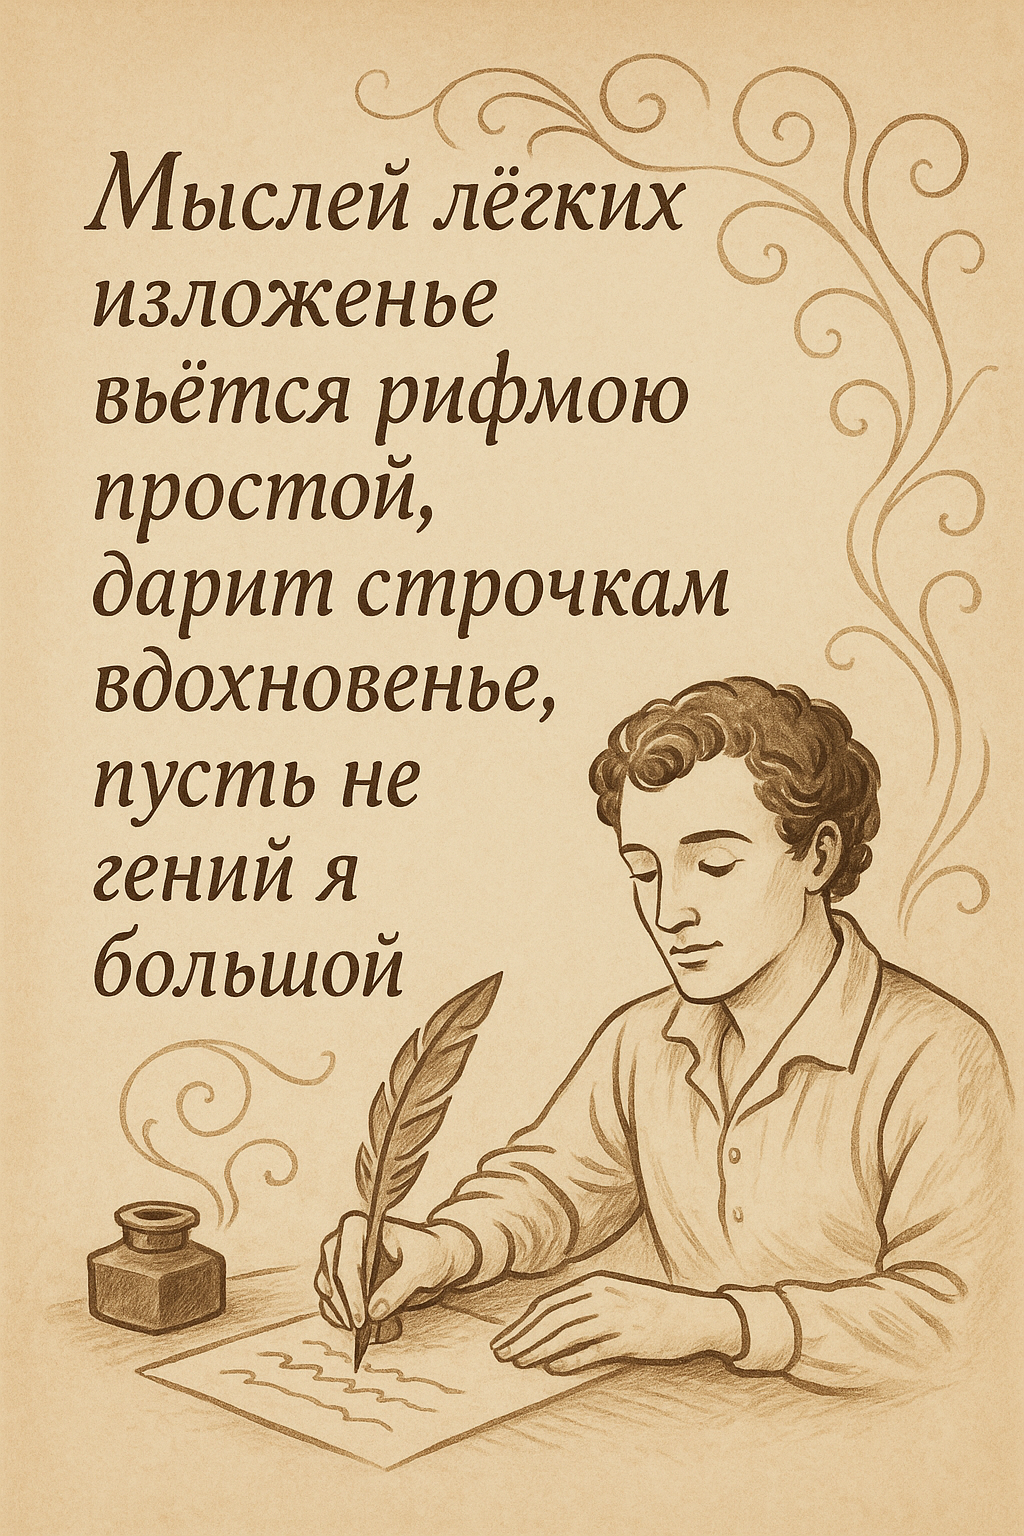 Мыслей лёгких
изложенье
вьётся рифмою
простой,
дарит строчкам
вдохновенье,
пусть не
гений я
большой